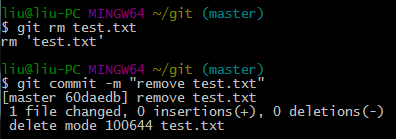 liu@liu-PC MINGW64 ~/git (master)
$ git rm test.txt
rm 'test.txt'
liu@liu-PC MINGW64 ~/git (master)
$ git commit -m "remove test.txt"
[master 60daedb] remove test.txt
 1 file changed, 0 insertions(+), 0 deletions(-)
 delete mode 100644 test.txt